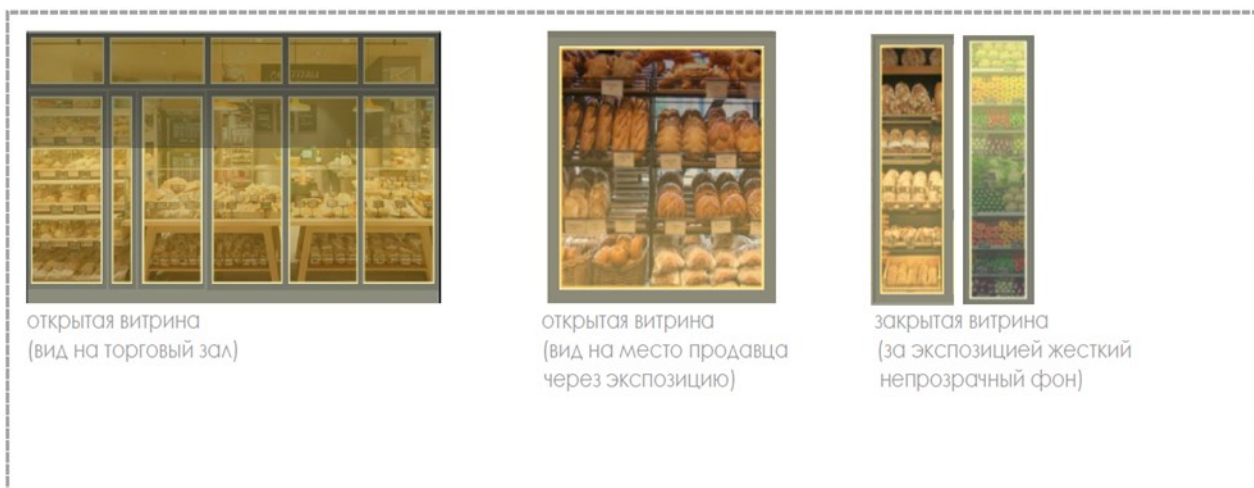 открытая витрина
(вид на торговый зал)
открытая витрина
(вид на место продавца
через экспозицию)
закрытая витрина
(за экспозицией жесткий
непрозрачный фон)